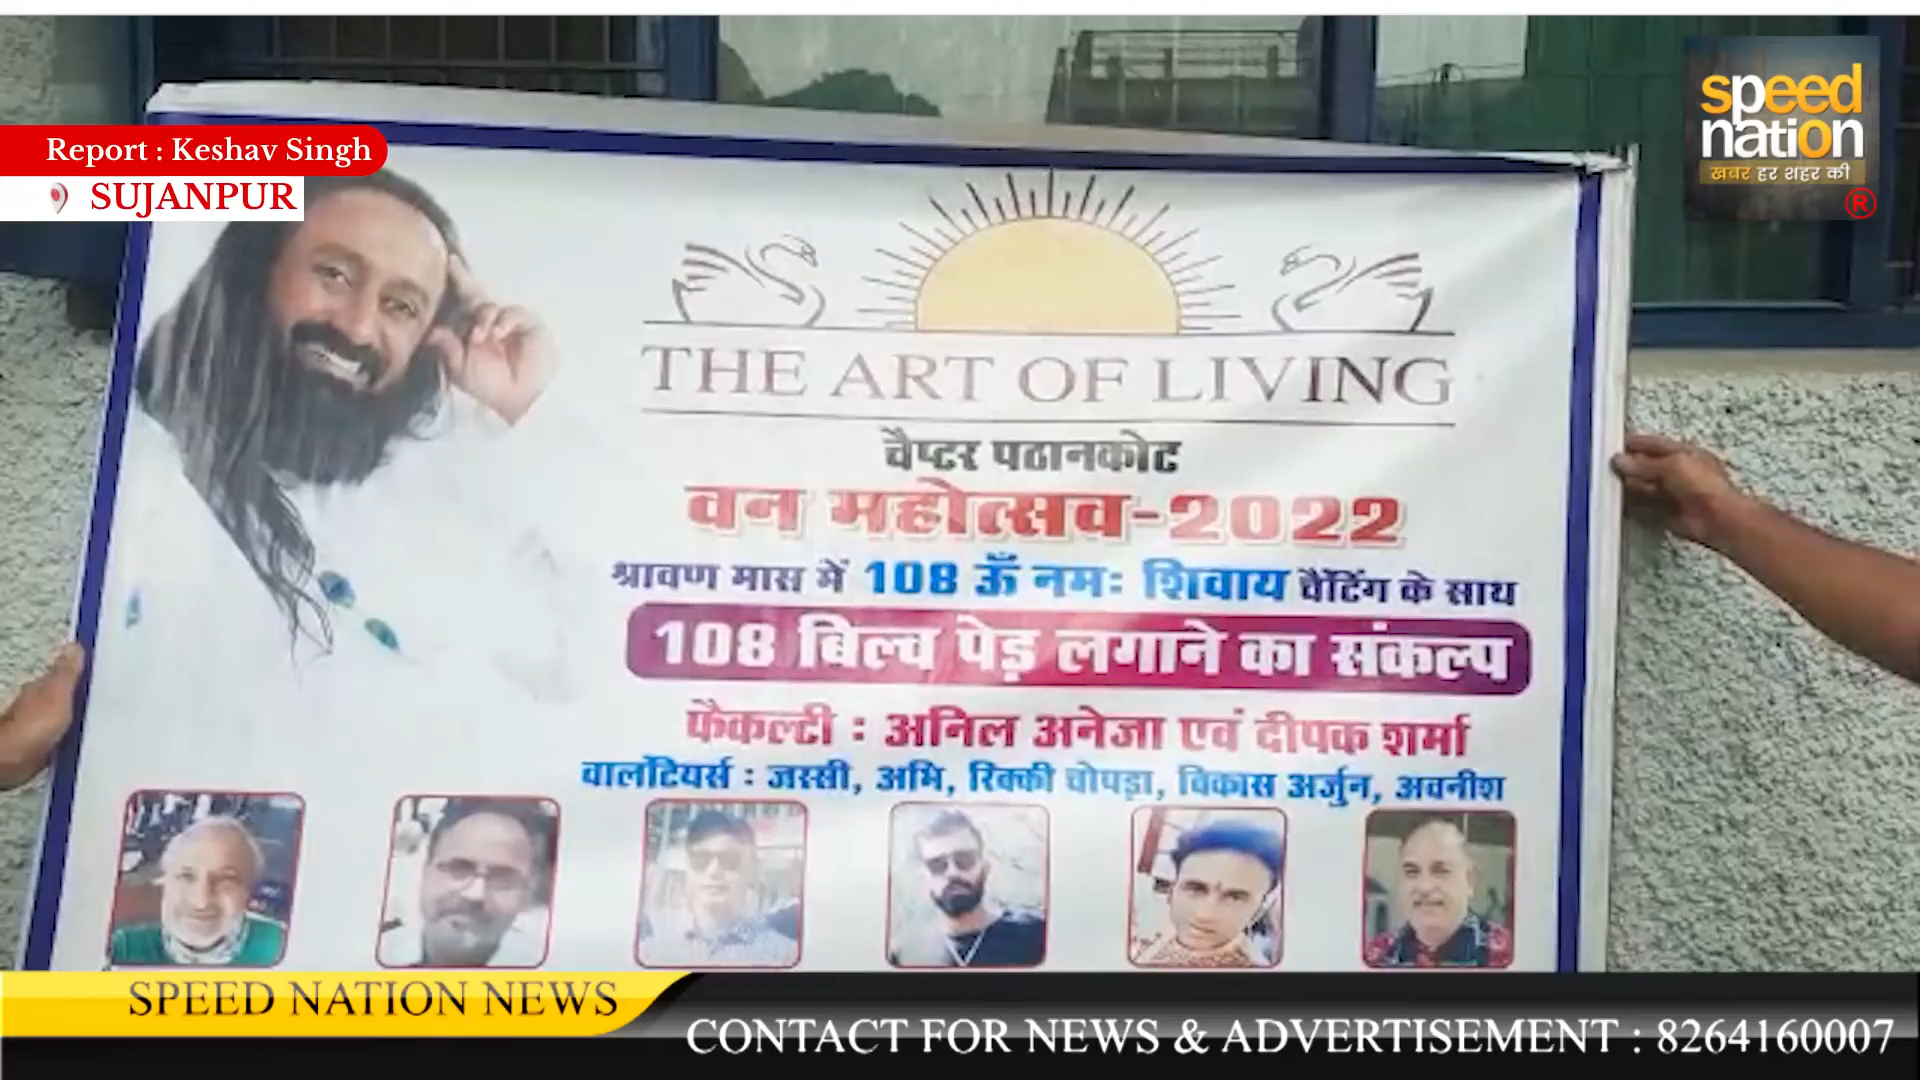 Report : Keshav Singh
SUJANPUR
speed
nation
खबर हर शहर की
®
THE ART OF LIVING
चैप्टर पठानकोट
वन महोत्सव-2022
श्रावण मास में 108 ऊँ नमः शिवाय चैंटिंग के साथ
108 बिल्व पेड़ लगाने का संकल्प
फैकल्टी : अनिल अनेजा एवं दीपक शर्मा
वालंटियर्स : जस्सी, अमि, रिक्की चोपड़ा, विकास अर्जुन, अवनीश
SPEED NATION NEWS
CONTACT FOR NEWS & ADVERTISEMENT : 8264160007